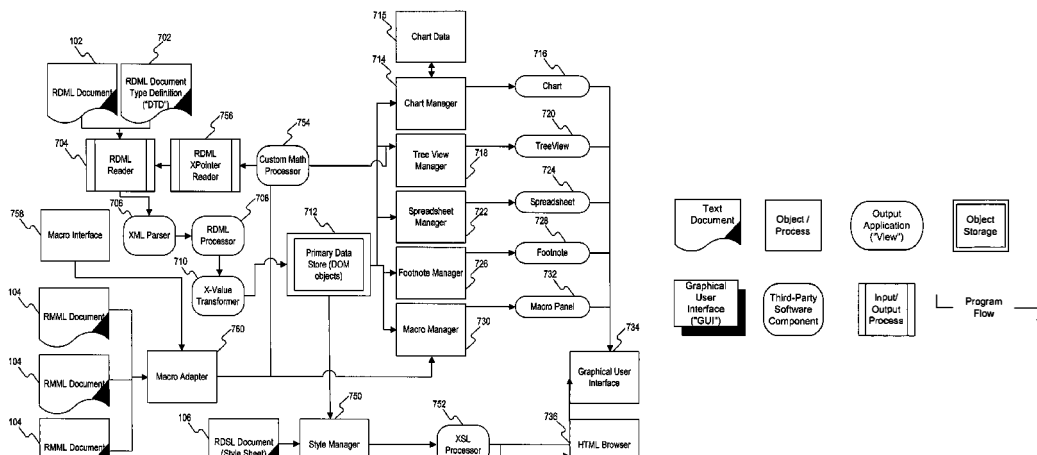 715
Chart Data
102
702
RDML Document
RDML Document
Type Definition
("DTD")
714
Chart Manager
716
Chart
704
RDML
Reader
756
RDML
XPointer
Reader
754
Custom Math
Processor
Tree View
Manager
718
720
TreeView
758
Macro Interface
706
XML Parser
708
RDML
Processor
710
X-Value
Transformer
712
Primary Data
Store (DOM
objects)
Spreadsheet
Manager
722
724
Spreadsheet
Footnote Manager
726
728
Footnote
Macro Manager
730
732
Macro Panel
104
RMML Document
104
RMML Document
104
RMML Document
760
Macro Adapter
734
Graphical User
Interface
106
RDSL Document
(Style Sheet)
750
Style Manager
752
XSL
Processor
736
HTML Browser
Text
Document
Object /
Process
Output
Application
("View")
Object
Storage
Graphical
User
Interface
("GUI")
Third-Party
Software
Component
Input/
Output
Process
Program
Flow